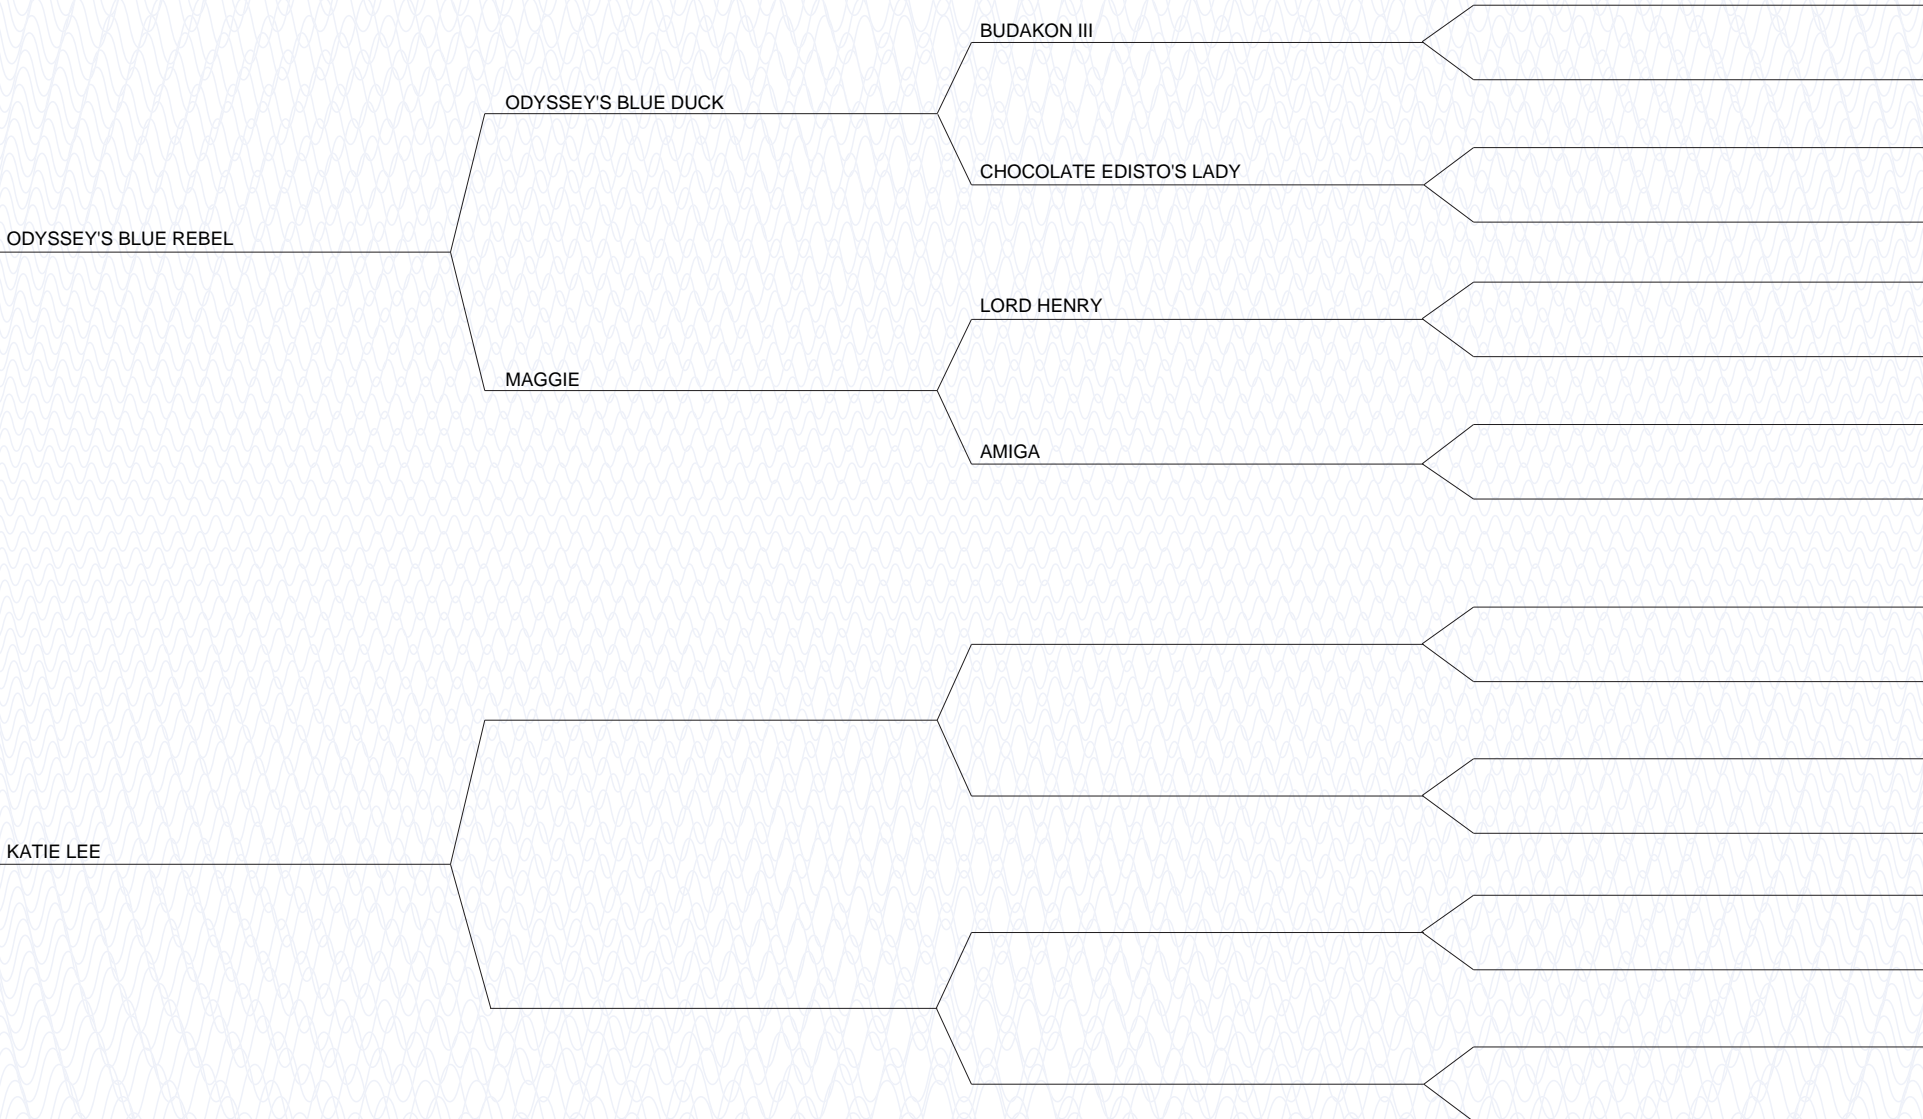 BUDAKON III
ODYSSEY'S BLUE DUCK
CHOCOLATE EDISTO'S LADY
ODYSSEY'S BLUE REBEL
LORD HENRY
MAGGIE
AMIGA
KATIE LEE